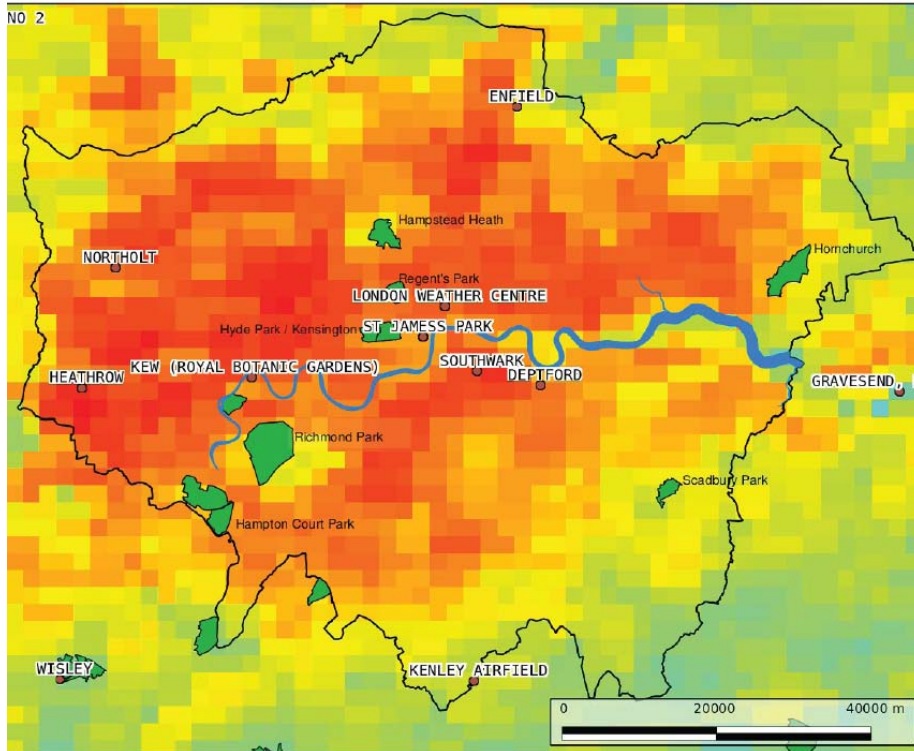 NO 2
ENFIELD
Hampstead Heath
NORTHOLT
Hornchurch
Regent's Park
LONDON WEATHER CENTRE
Hyde Park / Kensington
ST JAMESS PARK
KEW (ROYAL BOTANIC GARDENS)
SOUTHWARK
HEATHROW
DEPTFORD
GRAVESEND,
Richmond Park
Scadbury Park
Hampton Court Park
WISLEY
KENLEY AIRFIELD
0 20000 40000 m